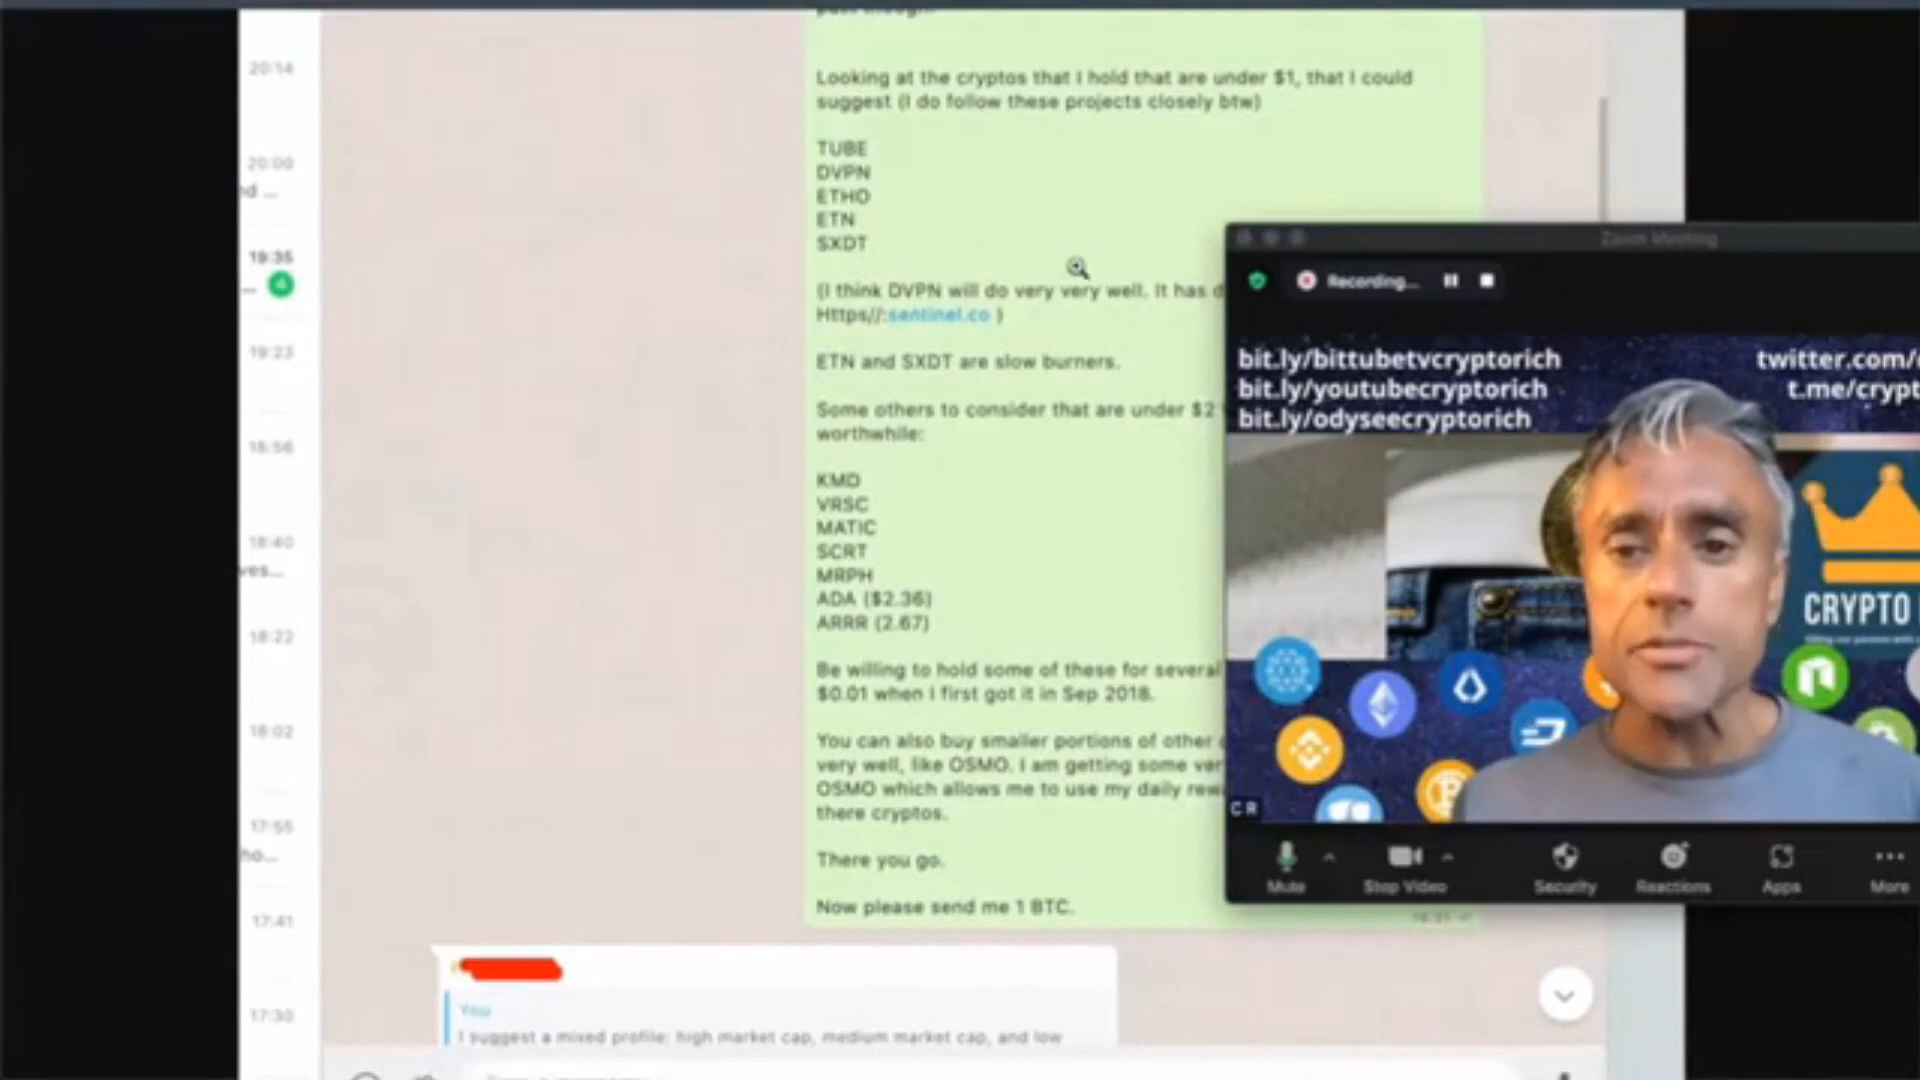 20:14
20:00
19:35
19:23
18:56
18:40
18:22
18:02
17:55
17:41
17:30
Looking at the cryptos that I hold that are under $1, that I could
suggest (I do follow these projects closely btw)
TUBE
DVPN
ETHO
ETN
SXDT
(I think DVPN will do very very well. It has d
Https//:sentinel.co )
ETN and SXDT are slow burners.
Some others to consider that are under $2
worthwhile:
KMD
VRSC
MATIC
SCRT
MRPH
ADA ($2.36)
ARRR (2.67)
Be willing to hold some of these for several
$0.01 when I first got it in Sep 2018.
You can also buy smaller portions of other
very well, like OSMO. I am getting some ver
OSMO which allows me to use my daily rew
there cryptos.
There you go.
Now please send me 1 BTC.
You
I suggest a mixed profile: high market cap, medium market cap, and low
Zoom Meeting
Recording...
bit.ly/bittubetvcryptorich
bit.ly/youtubecryptorich
bit.ly/odyseecryptorich
twitter.com/
t.me/crypt
CRYPTO
C R
Mute
Stop Video
Security
Reactions
Apps
More